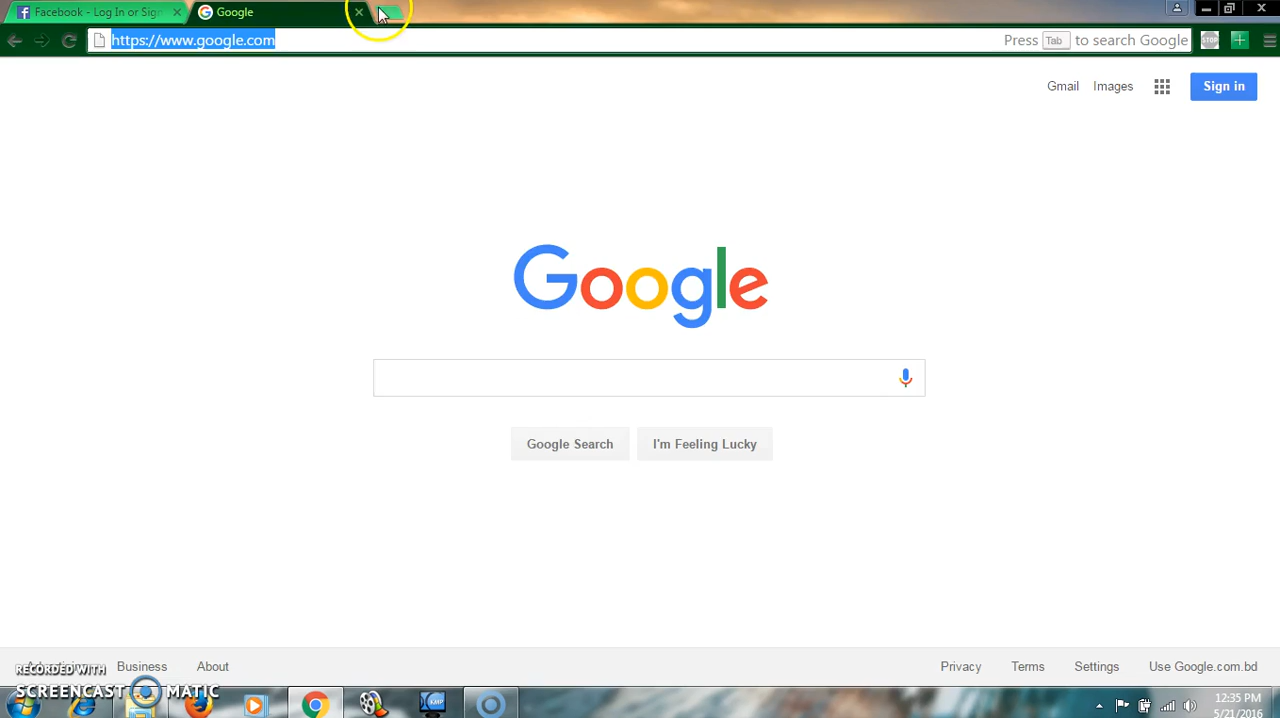 Facebook - Log In or Sign
Google
https://www.google.com
Press Tab to search Google
STOP
Gmail
Images
Sign in
Google
Google Search
I'm Feeling Lucky
Business
About
Privacy
Terms
Settings
Use Google.com.bd
RECORDED WITH
SCREENCAST MATIC
KMP
12:35 PM
5/21/2016